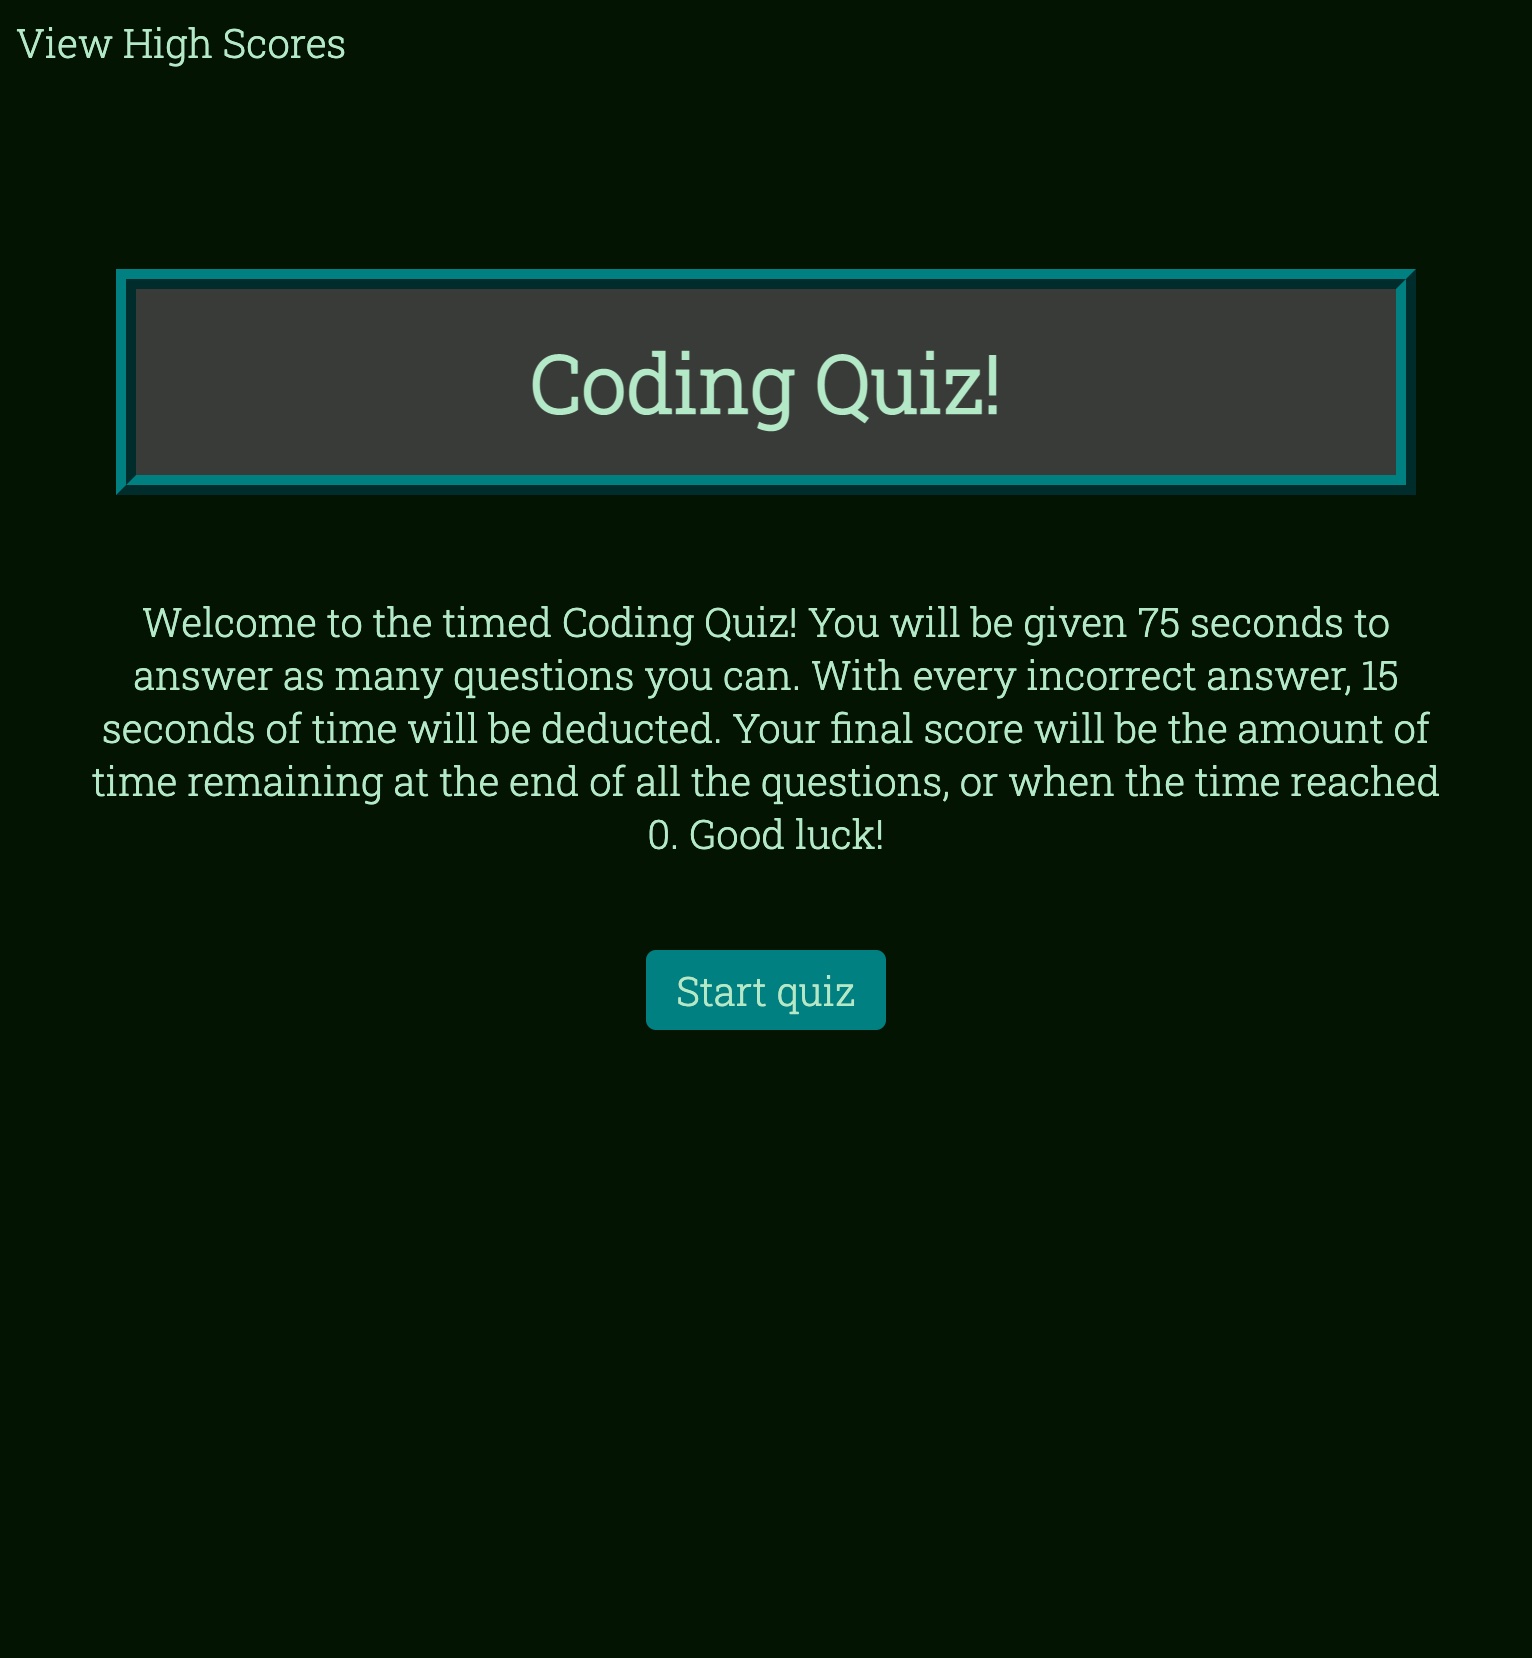 View High Scores
Coding Quiz!
Welcome to the timed Coding Quiz! You will be given 75 seconds to
answer as many questions you can. With every incorrect answer, 15
seconds of time will be deducted. Your final score will be the amount of
time remaining at the end of all the questions, or when the time reached
0. Good luck!
Start quiz